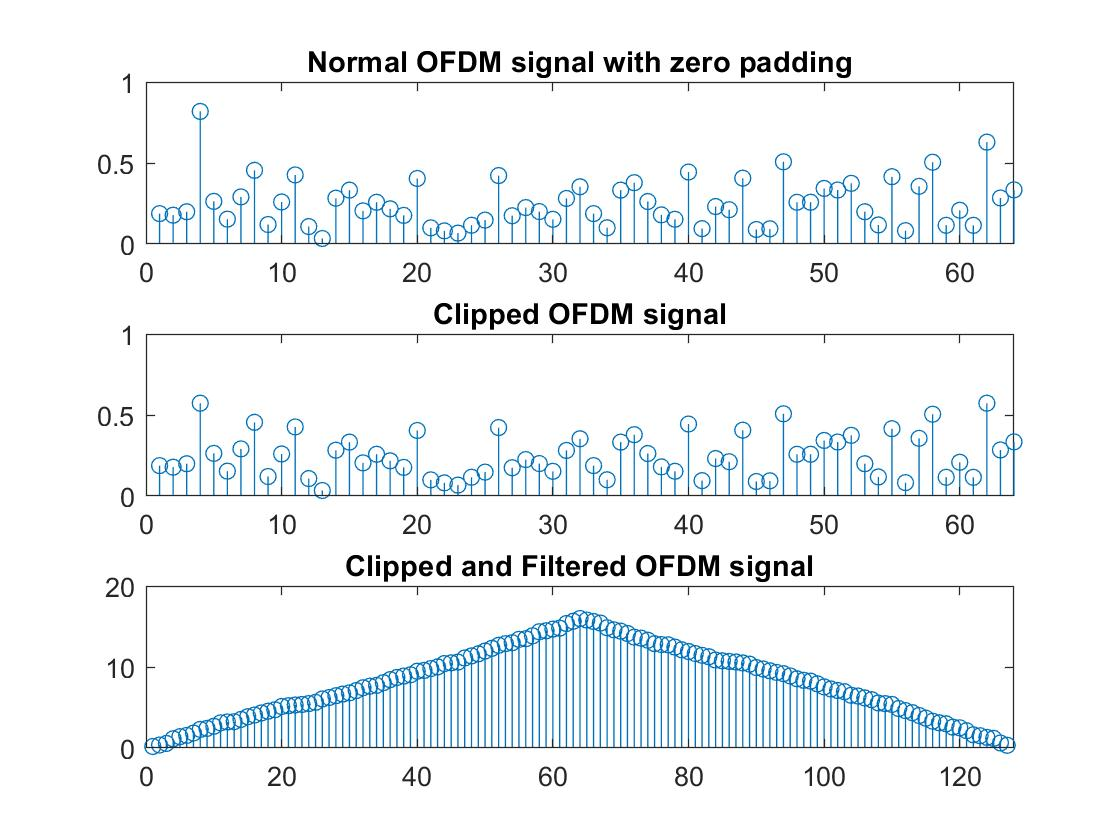 Normal OFDM signal with zero padding
1
0.5
0
0 10 20 30 40 50 60
Clipped OFDM signal
1
0.5
0
0 10 20 30 40 50 60
Clipped and Filtered OFDM signal
20
10
0
0 20 40 60 80 100 120